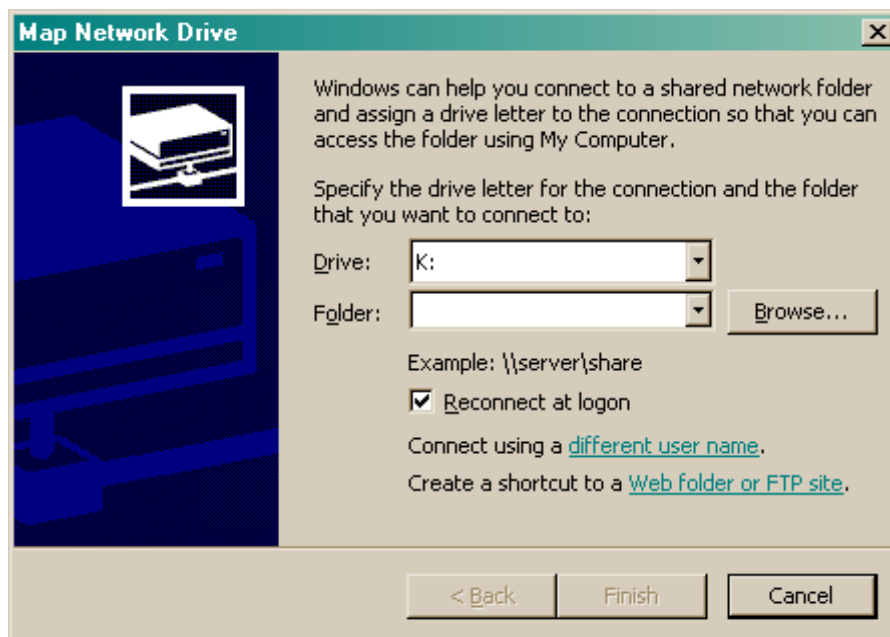 Map Network Drive
Windows can help you connect to a shared network folder
and assign a drive letter to the connection so that you can
access the folder using My Computer.
Specify the drive letter for the connection and the folder
that you want to connect to:
Drive: K:
Folder: Browse...
Example: \\server\share
Reconnect at logon
Connect using a different user name.
Create a shortcut to a Web folder or FTP site.
< Back Finish Cancel